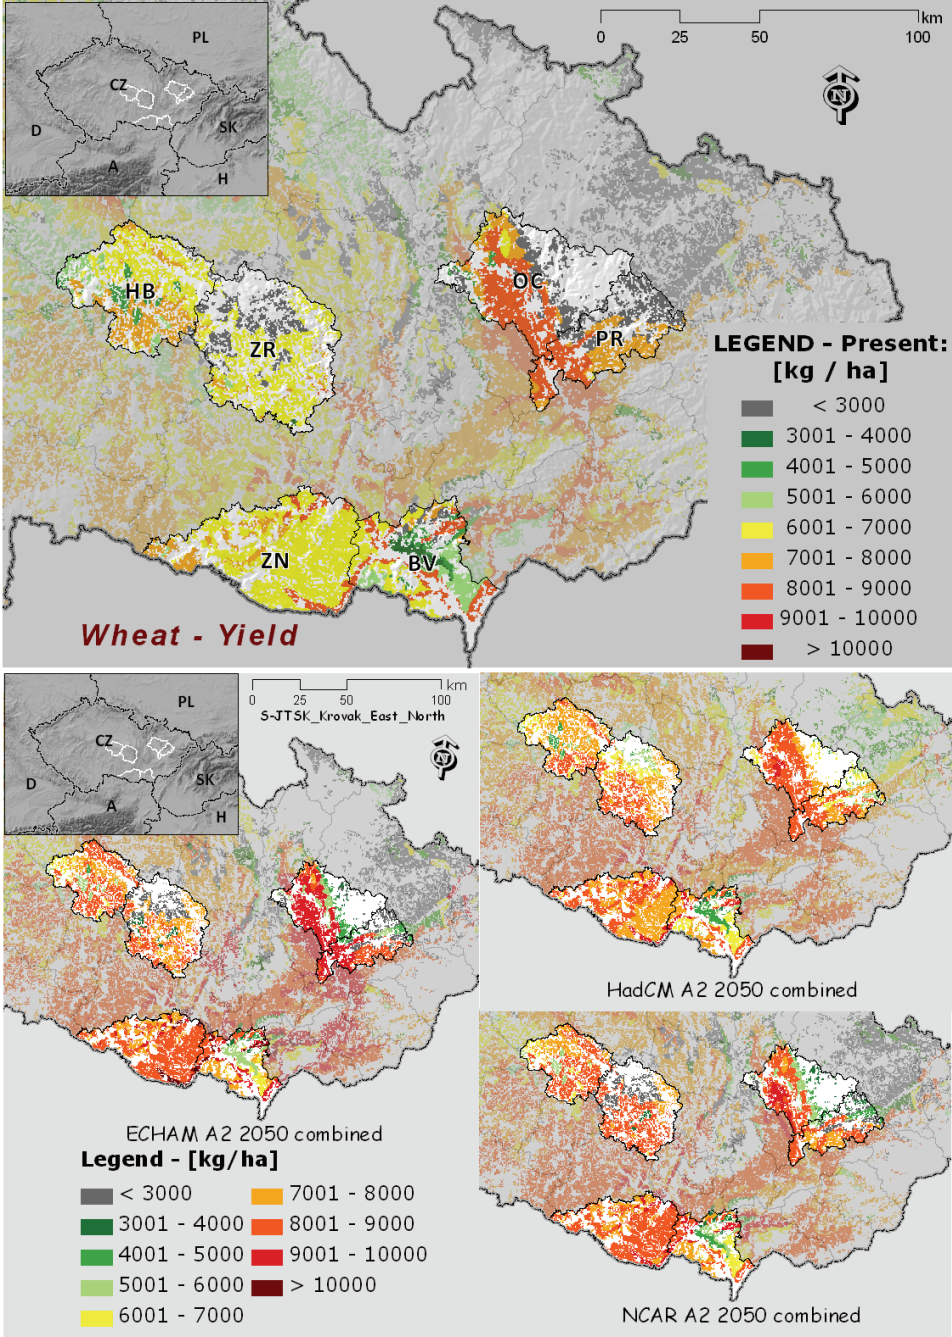 PL
CZ
D
SK
A
H
km
0 25 50 100
N
HB
ZR
OC
PR
ZN
BV
Wheat - Yield
LEGEND - Present:
[kg / ha]
< 3000
3001 - 4000
4001 - 5000
5001 - 6000
6001 - 7000
7001 - 8000
8001 - 9000
9001 - 10000
> 10000
PL
CZ
D
SK
A
H
km
0 25 50 100
S-JTSK_Krovak_East_North
N
ECHAM A2 2050 combined
HadCM A2 2050 combined
NCAR A2 2050 combined
Legend - [kg/ha]
< 3000
3001 - 4000
4001 - 5000
5001 - 6000
6001 - 7000
7001 - 8000
8001 - 9000
9001 - 10000
> 10000